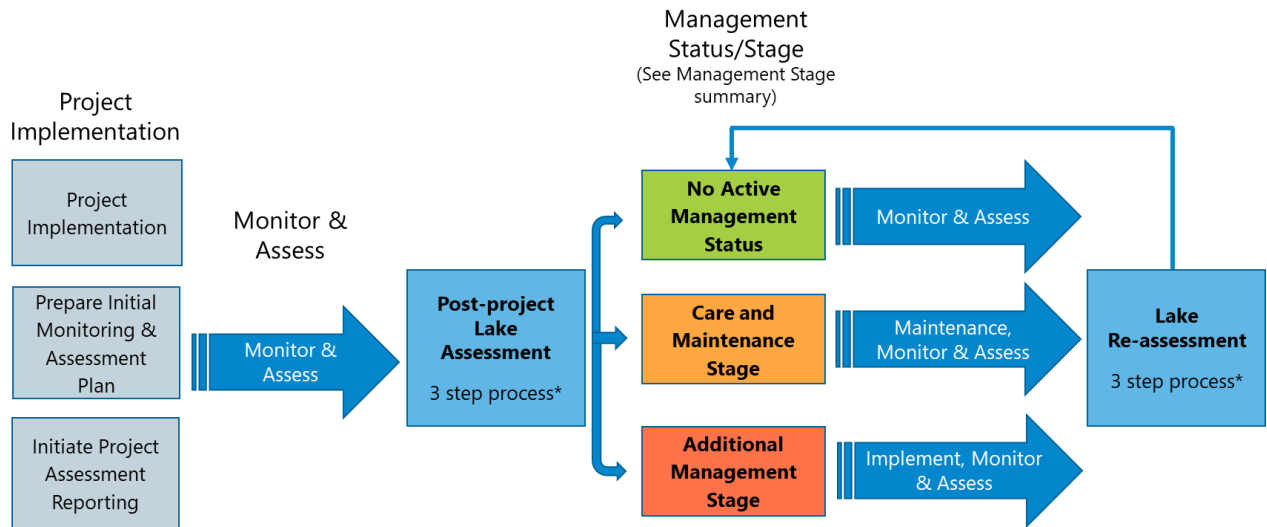 Management
Status/Stage
(See Management Stage
summary)
Project
Implementation
Project
Implementation
Prepare Initial
Monitoring &
Assessment
Plan
Initiate Project
Assessment
Reporting
Monitor &
Assess
Monitor &
Assess
Post-project
Lake
Assessment
3 step process*
No Active
Management
Status
Care and
Maintenance
Stage
Additional
Management
Stage
Monitor & Assess
Maintenance,
Monitor & Assess
Implement, Monitor
& Assess
Lake
Re-assessment
3 step process*